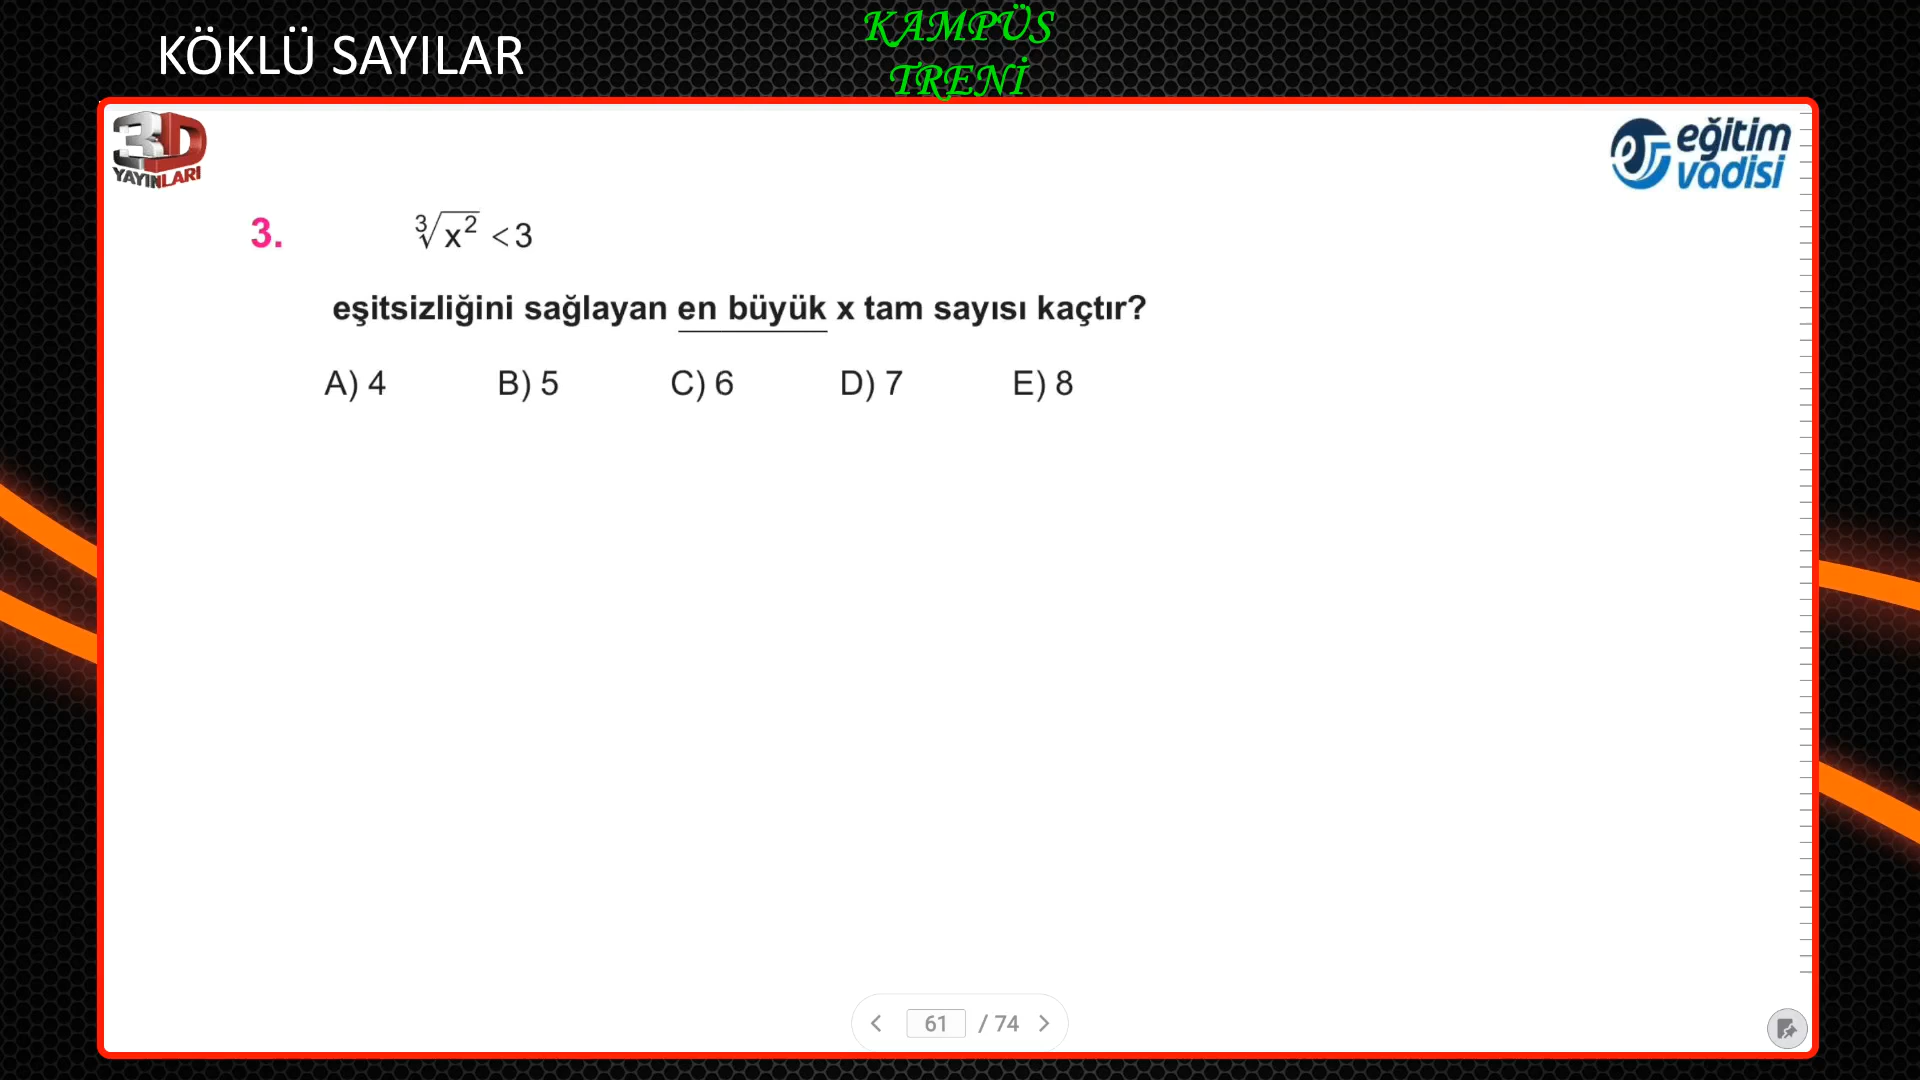 KÖKLÜ SAYILAR
KAMPÜS
TRENİ
3D
YAYINLARI
eğitim
vadisi
3. ∛x² < 3
eşitsizliğini sağlayan en büyük x tam sayısı kaçtır?
A) 4 B) 5 C) 6 D) 7 E) 8
61 / 74